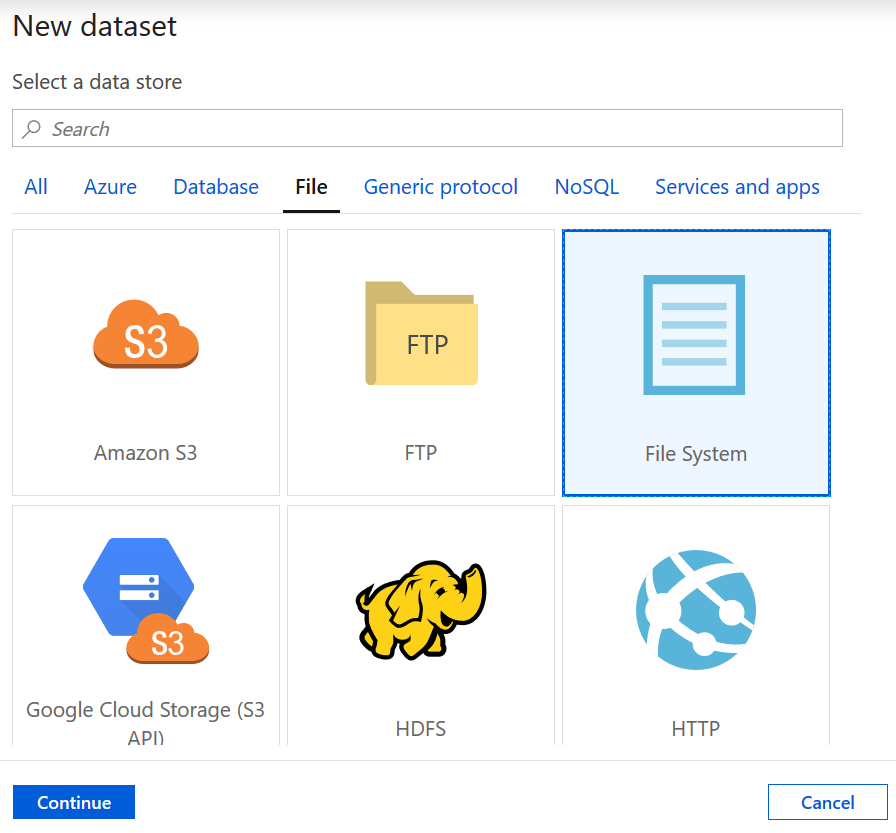 New dataset
Select a data store
Search
All Azure Database File Generic protocol NoSQL Services and apps
S3
FTP
Amazon S3
FTP
File System
S3
Google Cloud Storage (S3
API)
HDFS
HTTP
Continue
Cancel